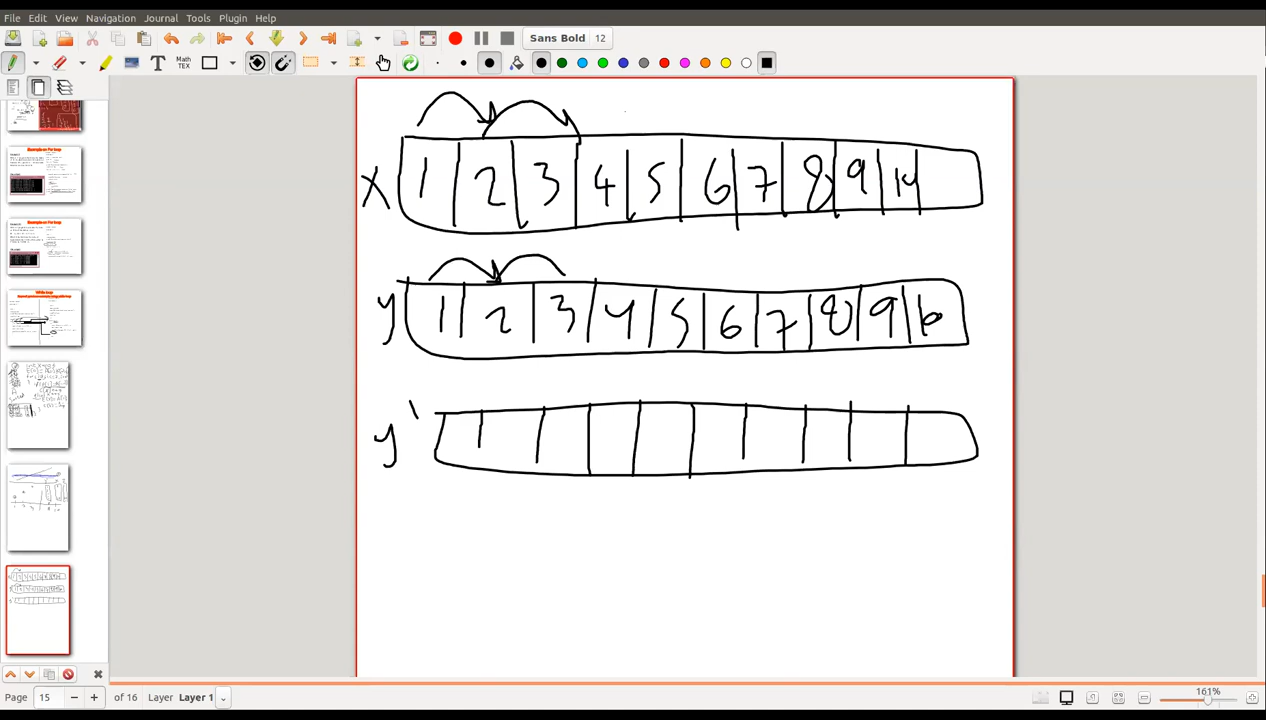 File Edit View Navigation Journal Tools Plugin Help
Sans Bold 12
Math TEX
x 1 2 3 4 5 6 7 8 9 10
y 1 2 3 4 5 6 7 8 9 10
y'
Page 15 of 16 Layer Layer 1 161%